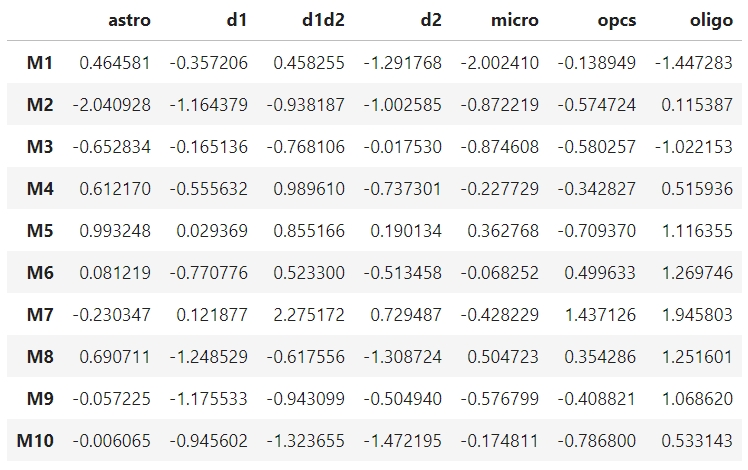 astro d1 d1d2 d2 micro opcs oligo
M1 0.464581 -0.357206 0.458255 -1.291768 -2.002410 -0.138949 -1.447283
M2 -2.040928 -1.164379 -0.938187 -1.002585 -0.872219 -0.574724 0.115387
M3 -0.652834 -0.165136 -0.768106 -0.017530 -0.874608 -0.580257 -1.022153
M4 0.612170 -0.555632 0.989610 -0.737301 -0.227729 -0.342827 0.515936
M5 0.993248 0.029369 0.855166 0.190134 0.362768 -0.709370 1.116355
M6 0.081219 -0.770776 0.523300 -0.513458 -0.068252 0.499633 1.269746
M7 -0.230347 0.121877 2.275172 0.729487 -0.428229 1.437126 1.945803
M8 0.690711 -1.248529 -0.617556 -1.308724 0.504723 0.354286 1.251601
M9 -0.057225 -1.175533 -0.943099 -0.504940 -0.576799 -0.408821 1.068620
M10 -0.006065 -0.945602 -1.323655 -1.472195 -0.174811 -0.786800 0.533143